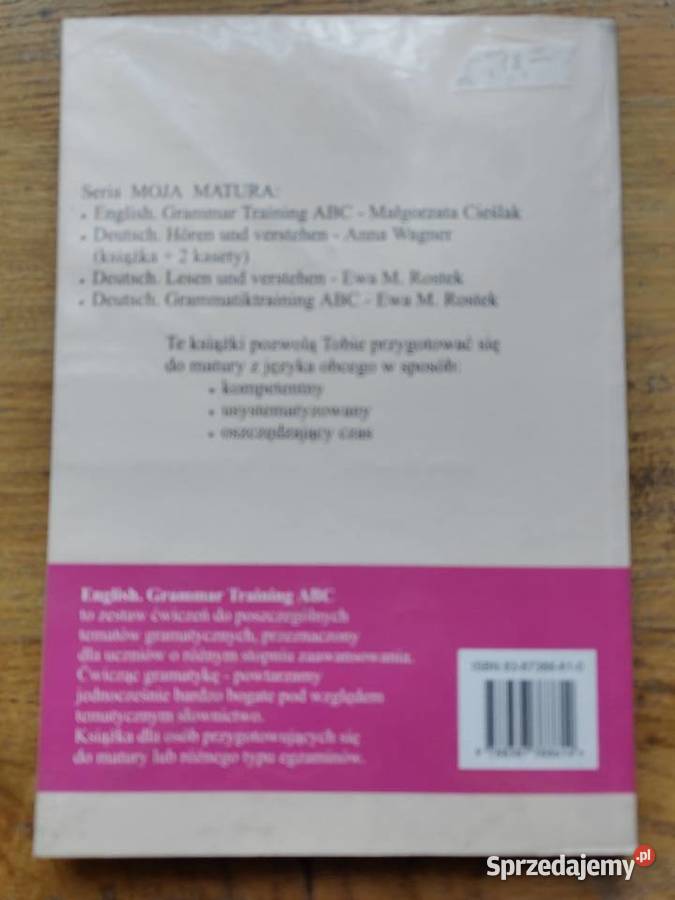 Seria MOJA MATURA:
• English. Grammar Training ABC - Małgorzata Cieślak
• Deutsch. Hören und verstehen - Anna Wagner
(książka + 2 kasety)
• Deutsch. Lesen und verstehen - Ewa M. Rostek
• Deutsch. Grammatiktraining ABC - Ewa M. Rostek
Te książki pozwolą Tobie przygotować się
do matury z języka obcego w sposób:
• kompetentny
• usystematyzowany
• oszczędzający czas
English. Grammar Training ABC
to zestaw ćwiczeń do poszczególnych
tematów gramatycznych, przeznaczony
dla uczniów o różnym stopniu zaawansowania.
Ćwicząc gramatykę - powtarzamy
jednocześnie bardzo bogate pod względem
tematycznym słownictwo.
Książka dla osób przygotowujących się
do matury lub różnego typu egzaminów.
ISBN
Sprzedajemy.pl